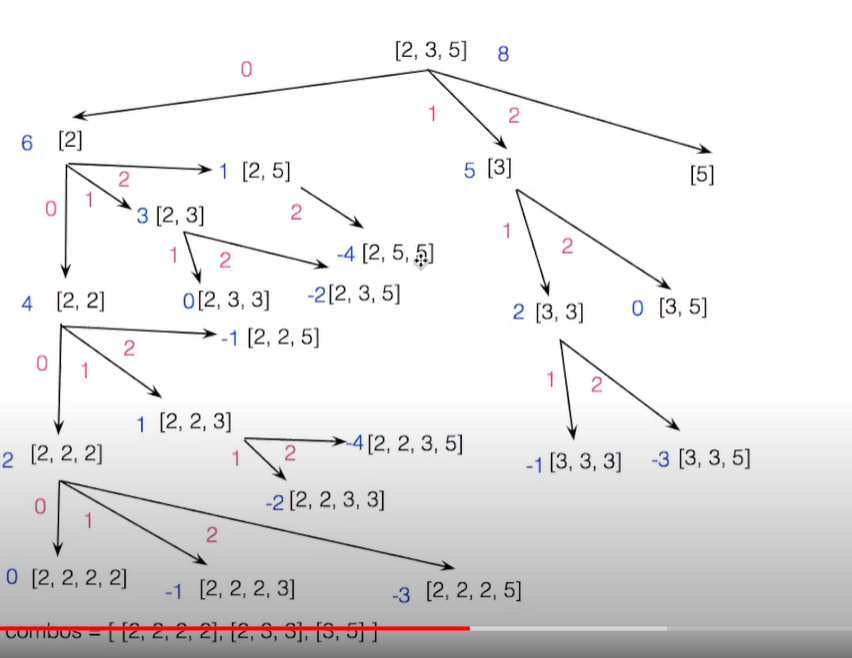 [2, 3, 5] 8
0
1
2
6 [2]
5 [3]
[5]
2
1 [2, 5]
0
1
3 [2, 3]
2
1
2
-4 [2, 5, 5]
1
2
4 [2, 2]
0 [2, 3, 3]
-2 [2, 3, 5]
2 [3, 3]
0 [3, 5]
0
1
2
-1 [2, 2, 5]
1
2
1 [2, 2, 3]
2 [2, 2, 2]
1
2
-4 [2, 2, 3, 5]
-1 [3, 3, 3]
-3 [3, 3, 5]
-2 [2, 2, 3, 3]
0
1
2
0 [2, 2, 2, 2]
-1 [2, 2, 2, 3]
-3 [2, 2, 2, 5]
combos = [ [2, 2, 2, 2], [2, 3, 3], [3, 5] ]